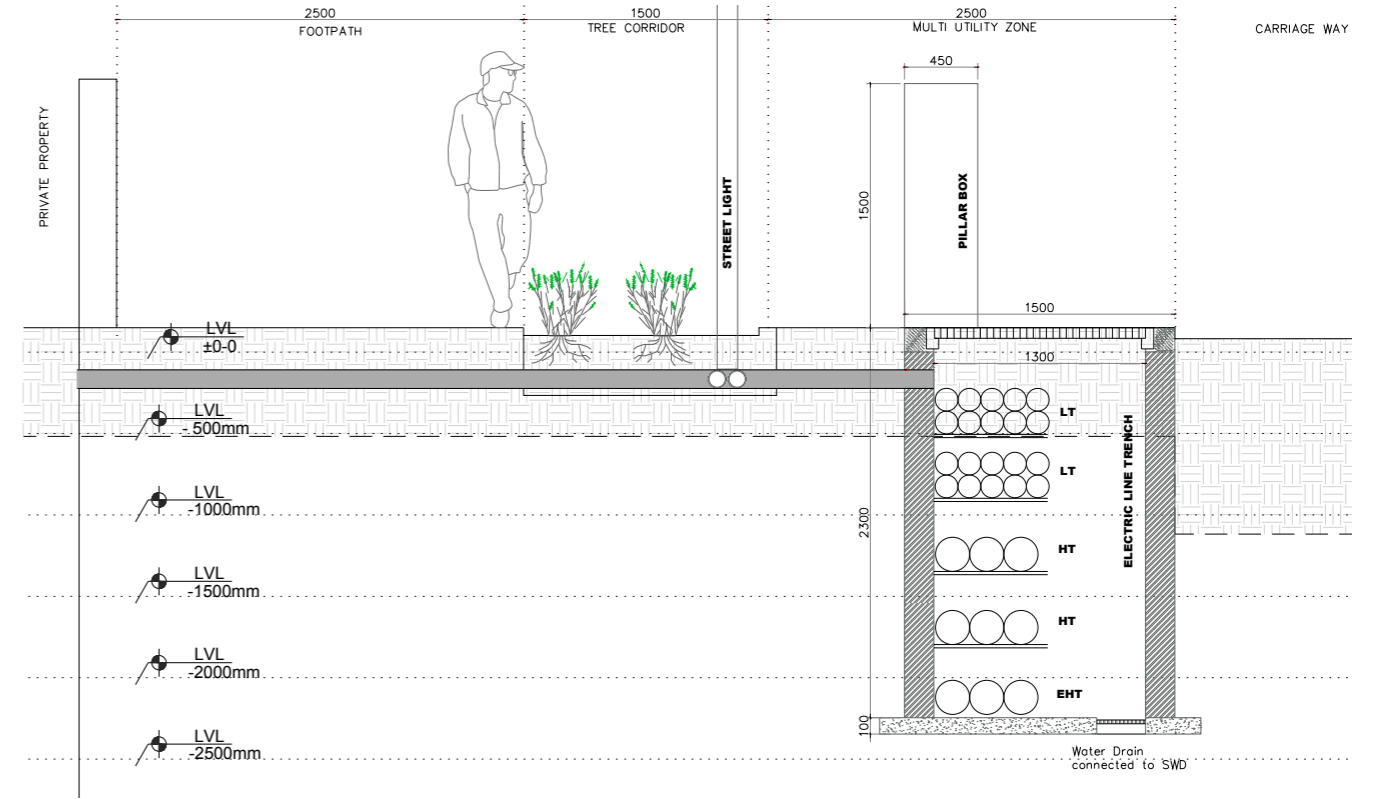 2500
1500
2500
FOOTPATH
TREE CORRIDOR
MULTI UTILITY ZONE
CARRIAGE WAY
450
PRIVATE PROPERTY
STREET LIGHT
1500
PILLAR BOX
1500
LVL
±0-0
1300
LVL
- 500mm
LT
LT
ELECTRIC LINE TRENCH
LVL
-1000mm
2300
HT
LVL
-1500mm
HT
LVL
-2000mm
EHT
100
LVL
-2500mm
Water Drain
connected to SWD